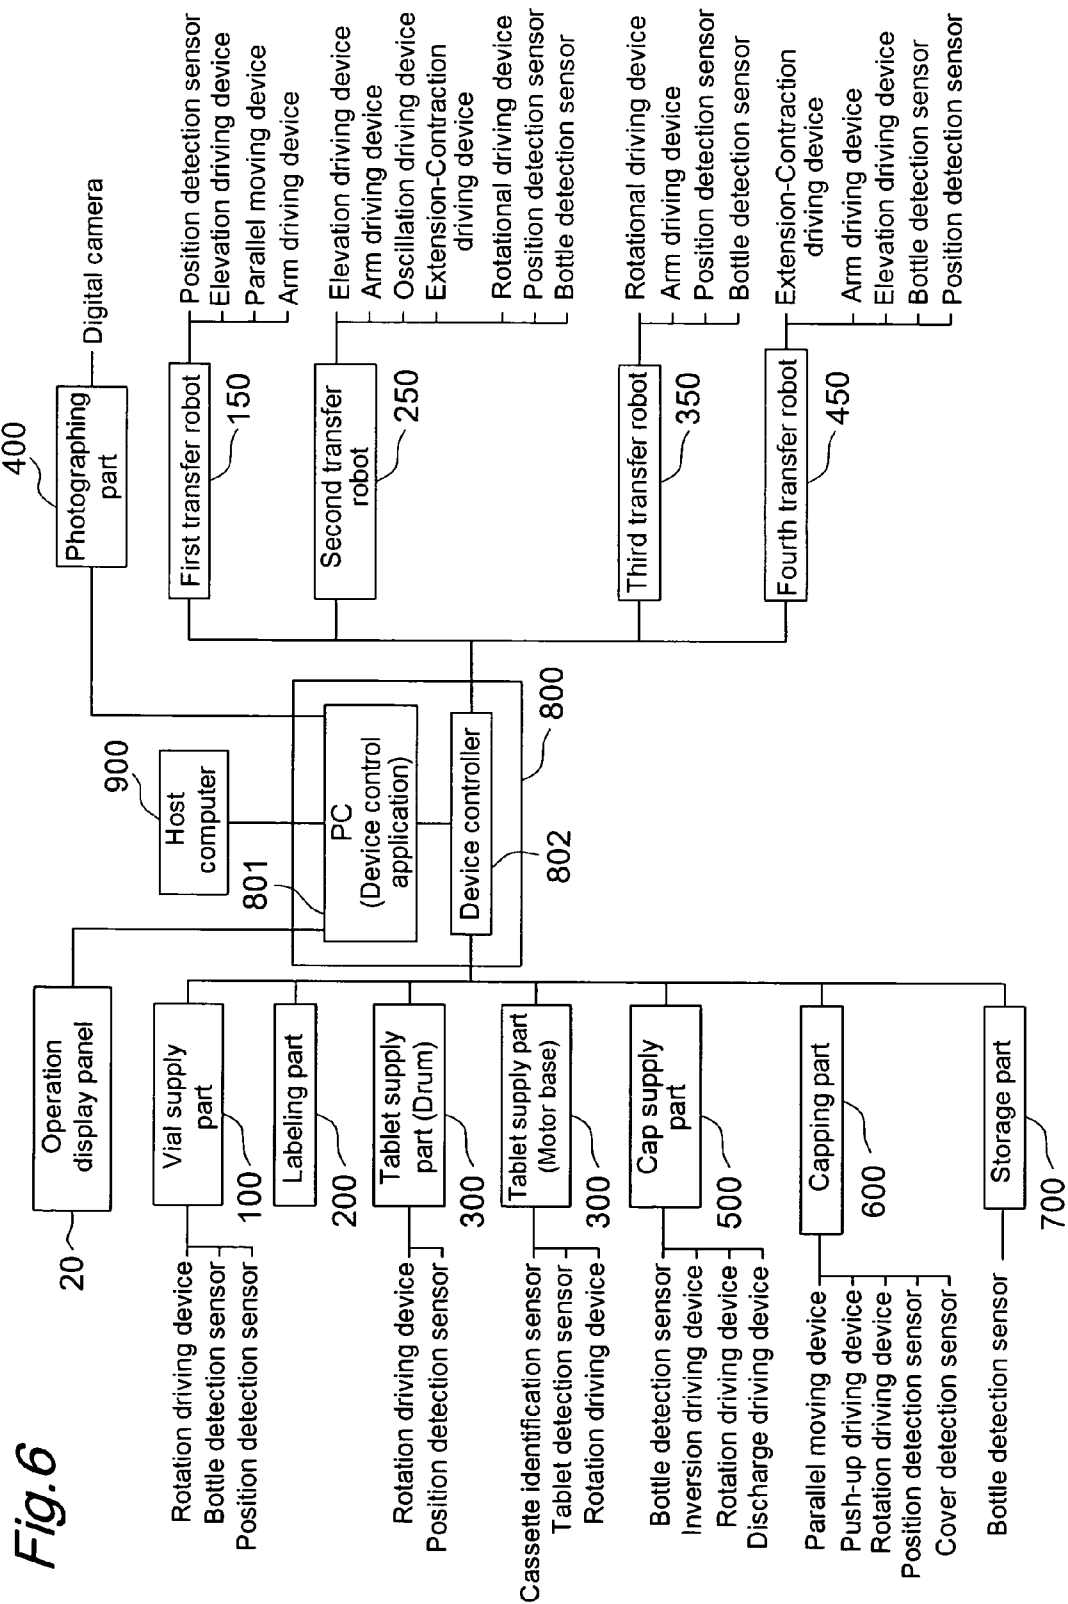 Fig.6
20
Operation
display panel
900
Host
computer
400
Photographing
part
Digital camera
801
PC
(Device control
application)
Device controller
802
800
Rotation driving device
Bottle detection sensor
Position detection sensor
Vial supply
part
100
Labeling part
200
Rotation driving device
Position detection sensor
Tablet supply
part (Drum)
300
Cassette identification sensor
Tablet detection sensor
Rotation driving device
Tablet supply part
(Motor base)
300
Bottle detection sensor
Inversion driving device
Rotation driving device
Discharge driving device
Cap supply
part
500
Parallel moving device
Push-up driving device
Rotation driving device
Position detection sensor
Cover detection sensor
Capping part
600
Bottle detection sensor
Storage part
700
First transfer robot
150
Position detection sensor
Elevation driving device
Parallel moving device
Arm driving device
Second transfer
robot
250
Elevation driving device
Arm driving device
Oscillation driving device
Extension-Contraction
driving device
Rotational driving device
Position detection sensor
Bottle detection sensor
Third transfer robot
350
Rotational driving device
Arm driving device
Position detection sensor
Bottle detection sensor
Fourth transfer robot
450
Extension-Contraction
driving device
Arm driving device
Elevation driving device
Bottle detection sensor
Position detection sensor